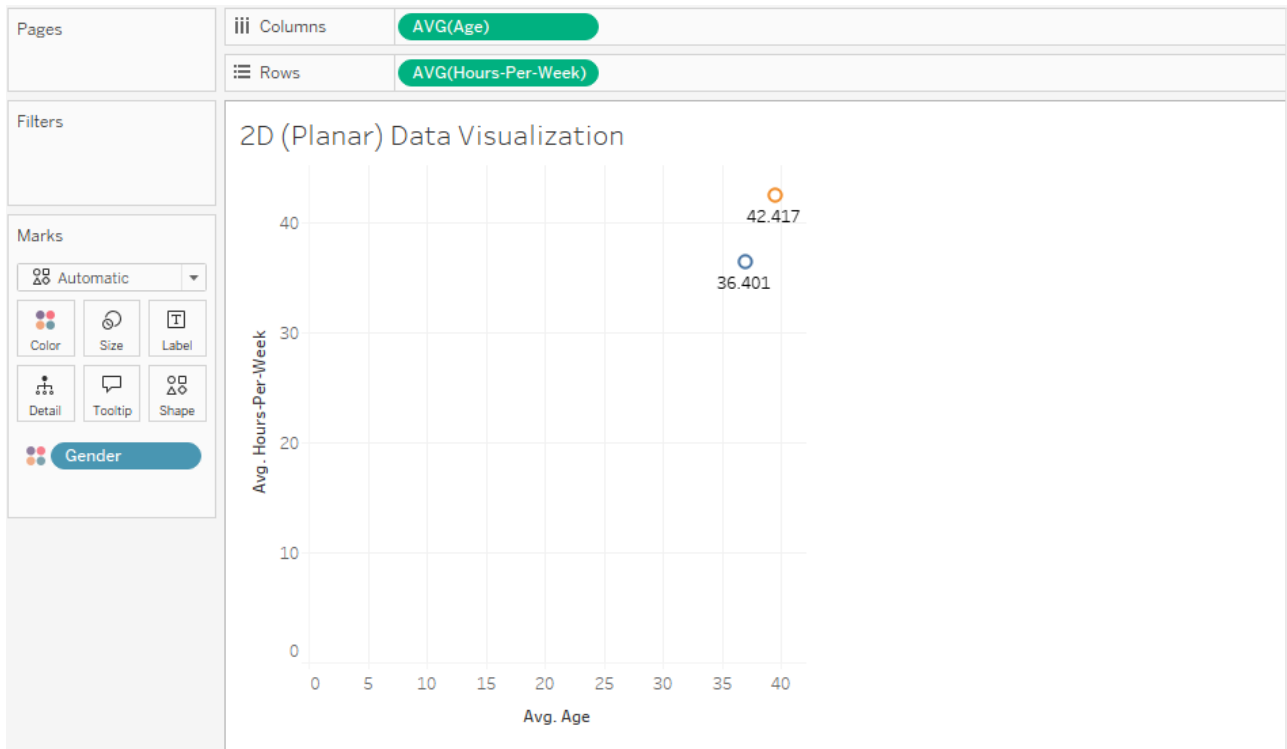 Pages
Columns AVG(Age)
Rows AVG(Hours-Per-Week)
Filters
Marks
Automatic
Color Size T Label
Detail Tooltip Shape
Gender
2D (Planar) Data Visualization
42.417
36.401
40
30
20
10
0
Avg. Hours-Per-Week
0 5 10 15 20 25 30 35 40
Avg. Age